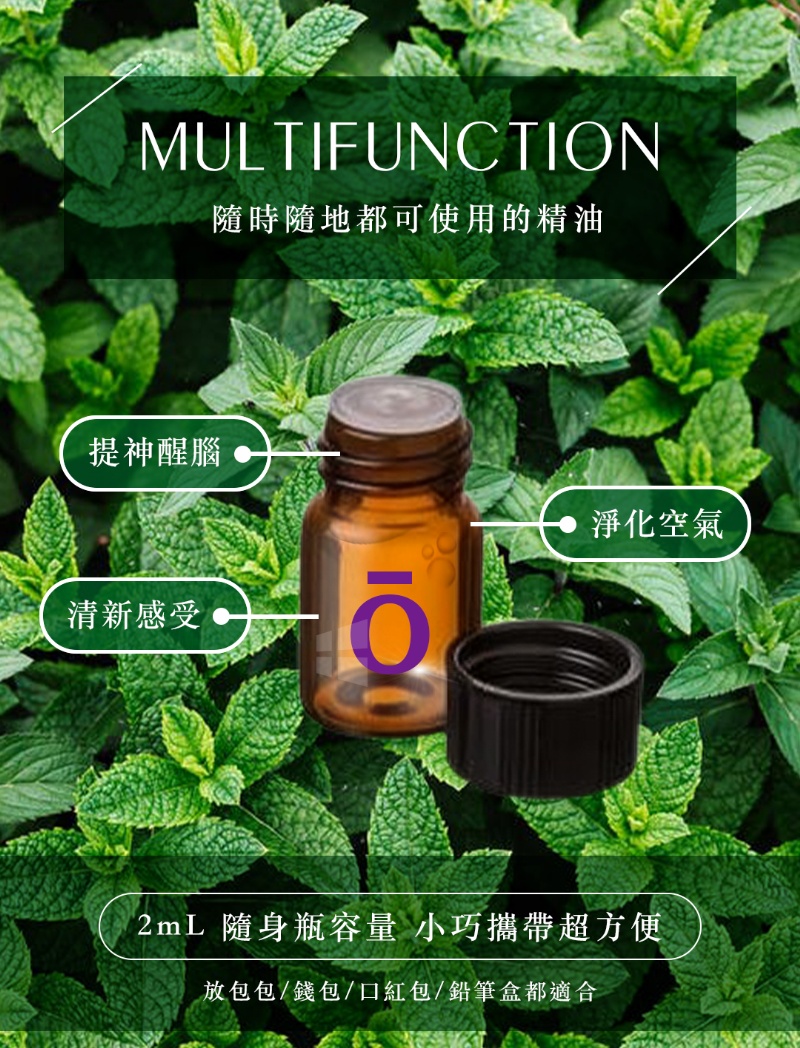 MULTIFUNCTION
隨時隨地都可使用的精油
提神醒腦
淨化空氣
清新感受
ō
2mL 隨身瓶容量 小巧攜帶超方便
放包包/錢包/口紅包/鉛筆盒都適合